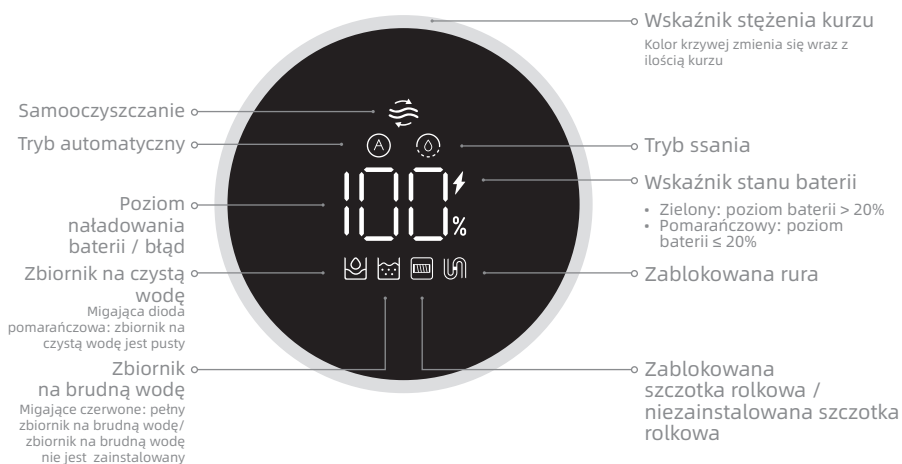 Wskaźnik stężenia kurzu
Kolor krzywej zmienia się wraz z
ilością kurzu
Samooczyszczanie
Tryb automatyczny
A
Tryb ssania
100
%
Wskaźnik stanu baterii
• Zielony: poziom baterii > 20%
• Pomarańczowy: poziom
baterii ≤ 20%
Poziom
naładowania
baterii / błąd
Zbiornik na czystą
wodę
Migająca dioda
pomarańczowa: zbiornik na
czystą wodę jest pusty
Zablokowana rura
Zbiornik
na brudną wodę
Migające czerwone: pełny
zbiornik na brudną wodę/
zbiornik na brudną wodę
nie jest zainstalowany
Zablokowana
szczotka rolkowa /
niezainstalowana szczotka
rolkowa